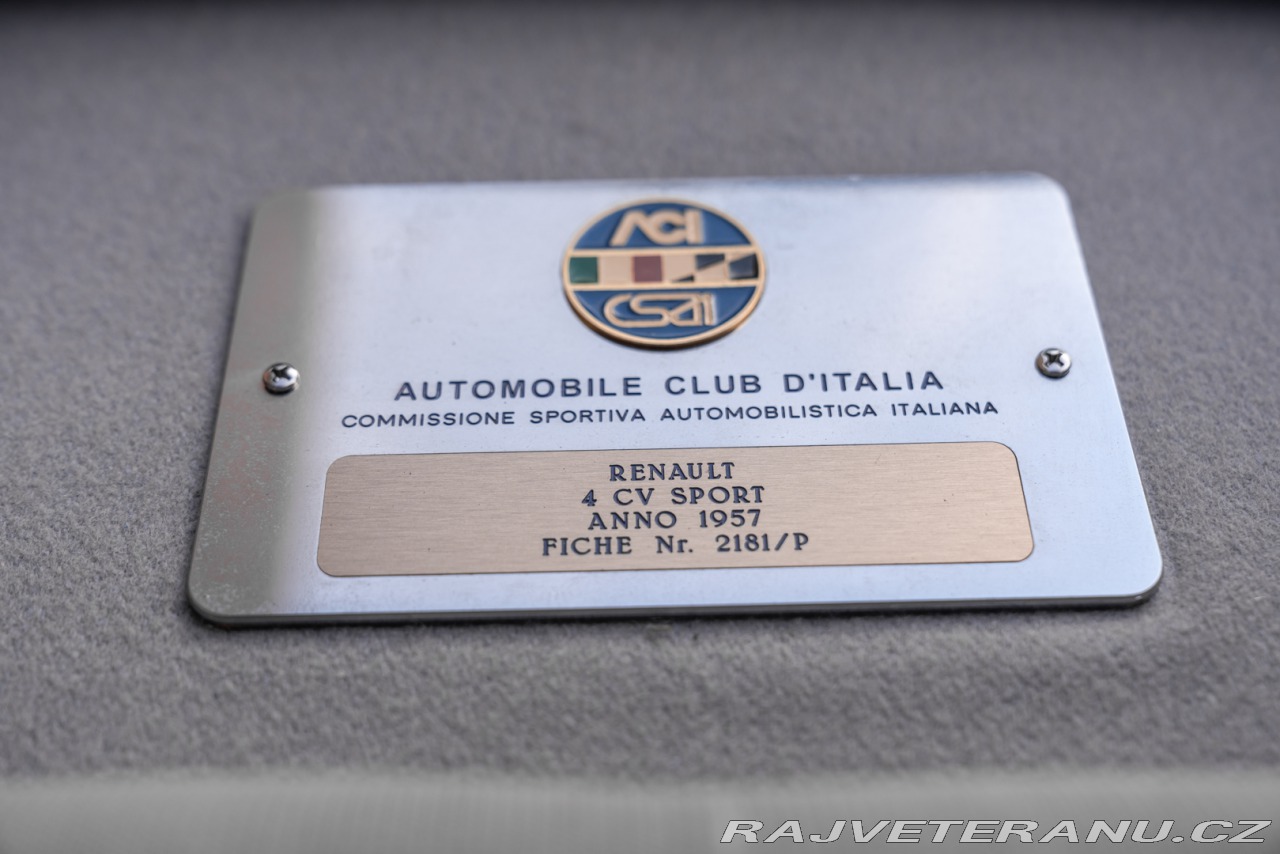 ACI
CSAI
AUTOMOBILE CLUB D'ITALIA
COMMISSIONE SPORTIVA AUTOMOBILISTICA ITALIANA
RENAULT
4 CV SPORT
ANNO 1957
FICHE Nr. 2181/P
RAJVETERANU.CZ